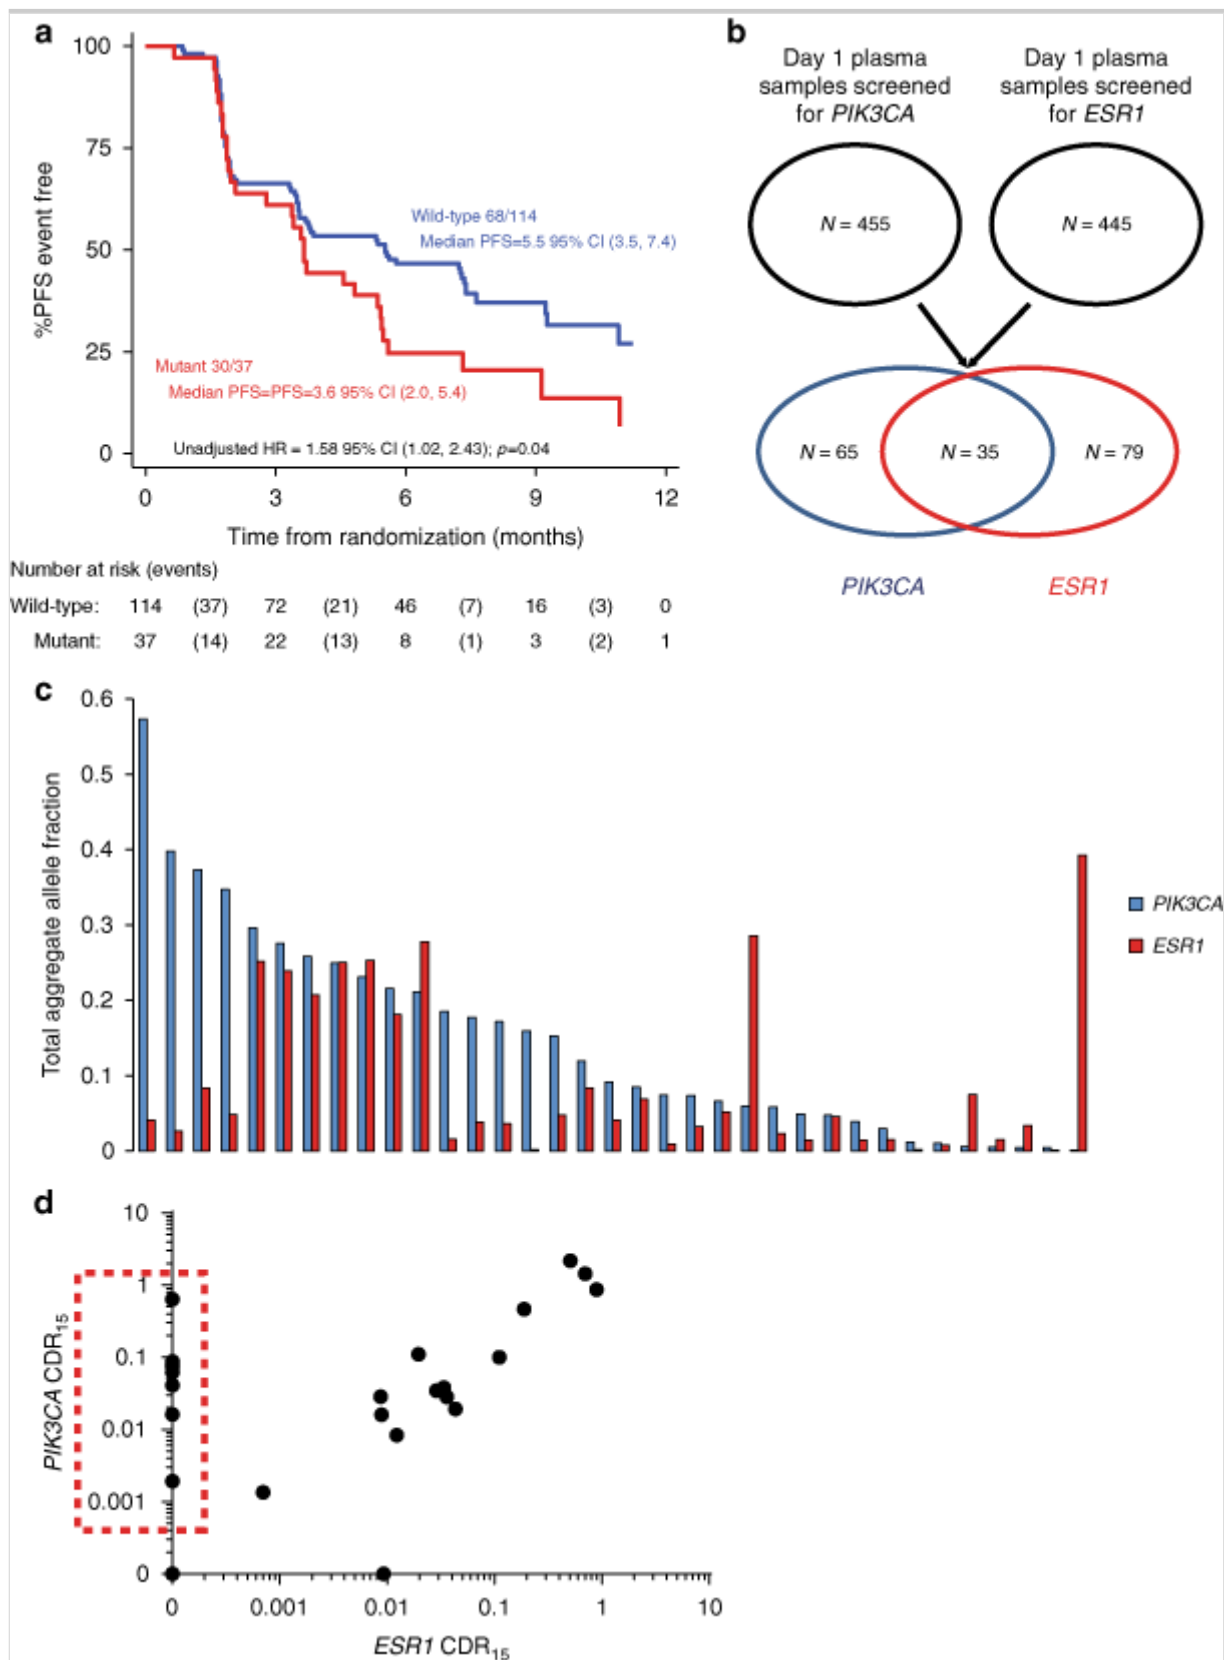 a
100
75
50
25
0
%PFS event free
Wild-type 68/114
Median PFS=5.5 95% CI (3.5, 7.4)
Mutant 30/37
Median PFS=PFS=3.6 95% CI (2.0, 5.4)
Unadjusted HR = 1.58 95% CI (1.02, 2.43); p=0.04
0 3 6 9 12
Time from randomization (months)
Number at risk (events)
Wild-type: 114 (37) 72 (21) 46 (7) 16 (3) 0
Mutant: 37 (14) 22 (13) 8 (1) 3 (2) 1
b
Day 1 plasma
samples screened
for PIK3CA
Day 1 plasma
samples screened
for ESR1
N = 455
N = 445
N = 65
N = 35
N = 79
PIK3CA
ESR1
c
0.6
0.5
0.4
0.3
0.2
0.1
0
Total aggregate allele fraction
PIK3CA
ESR1
d
10
1
0.1
0.01
0.001
0
PIK3CA CDR15
0 0.001 0.01 0.1 1 10
ESR1 CDR15